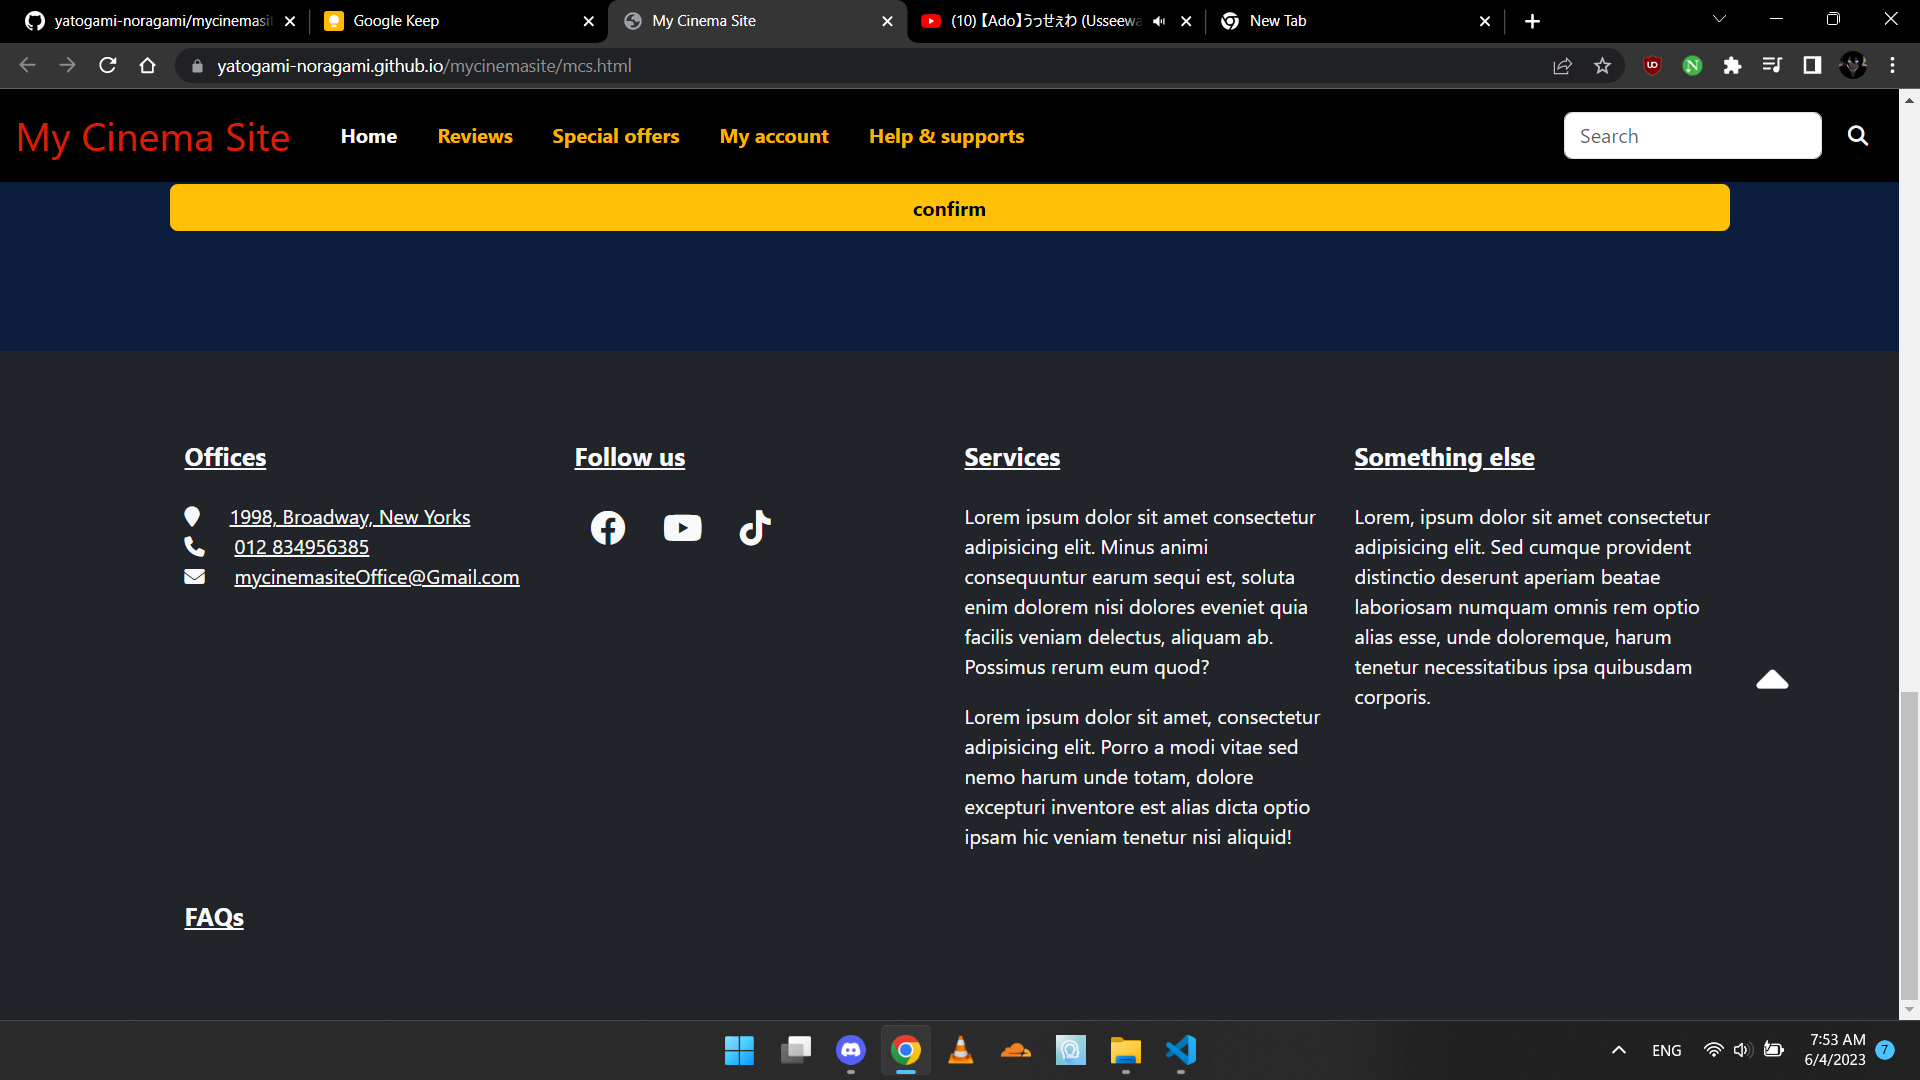 yatogami-noragami/mycinemasit
Google Keep
My Cinema Site
(10) 【Ado】うっせぇわ (Usseewa
New Tab
yatogami-noragami.github.io/mycinemasite/mcs.html
My Cinema Site
Home
Reviews
Special offers
My account
Help & supports
Search
confirm
Offices
1998, Broadway, New Yorks
012 834956385
mycinemasiteOffice@Gmail.com
Follow us
Services
Lorem ipsum dolor sit amet consectetur
adipisicing elit. Minus animi
consequuntur earum sequi est, soluta
enim dolorem nisi dolores eveniet quia
facilis veniam delectus, aliquam ab.
Possimus rerum eum quod?
Lorem ipsum dolor sit amet, consectetur
adipisicing elit. Porro a modi vitae sed
nemo harum unde totam, dolore
excepturi inventore est alias dicta optio
ipsam hic veniam tenetur nisi aliquid!
Something else
Lorem, ipsum dolor sit amet consectetur
adipisicing elit. Sed cumque provident
distinctio deserunt aperiam beatae
laboriosam numquam omnis rem optio
alias esse, unde doloremque, harum
tenetur necessitatibus ipsa quibusdam
corporis.
FAQs
ENG
7:53 AM
6/4/2023
7